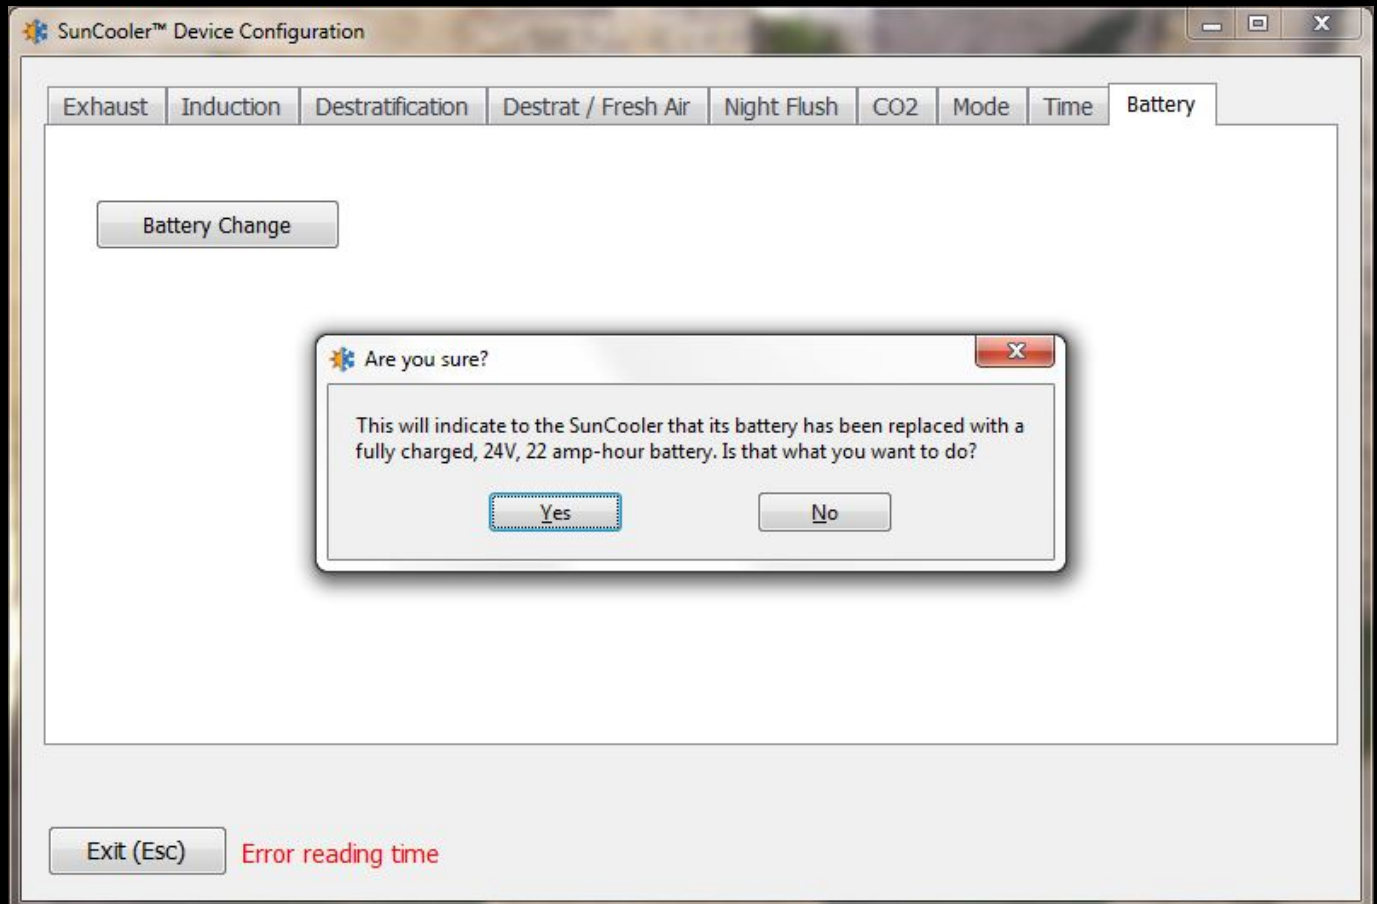 SunCooler™ Device Configuration
Exhaust Induction Destratification Destrat / Fresh Air Night Flush CO2 Mode Time Battery
Battery Change
Are you sure?
This will indicate to the SunCooler that its battery has been replaced with a
fully charged, 24V, 22 amp-hour battery. Is that what you want to do?
Yes No
Exit (Esc) Error reading time